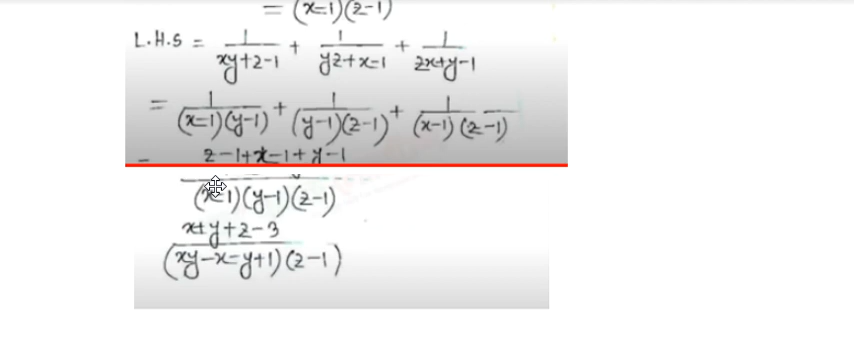 = (x-1)(z-1)
L.H.S = 1/(xy+z-1) + 1/(yz+x-1) + 1/(zx+y-1)
= 1/((x-1)(y-1)) + 1/((y-1)(z-1)) + 1/((x-1)(z-1))
= z-1+x-1+y-1
(x-1)(y-1)(z-1)
x+y+z-3
(xy-x-y+1)(z-1)